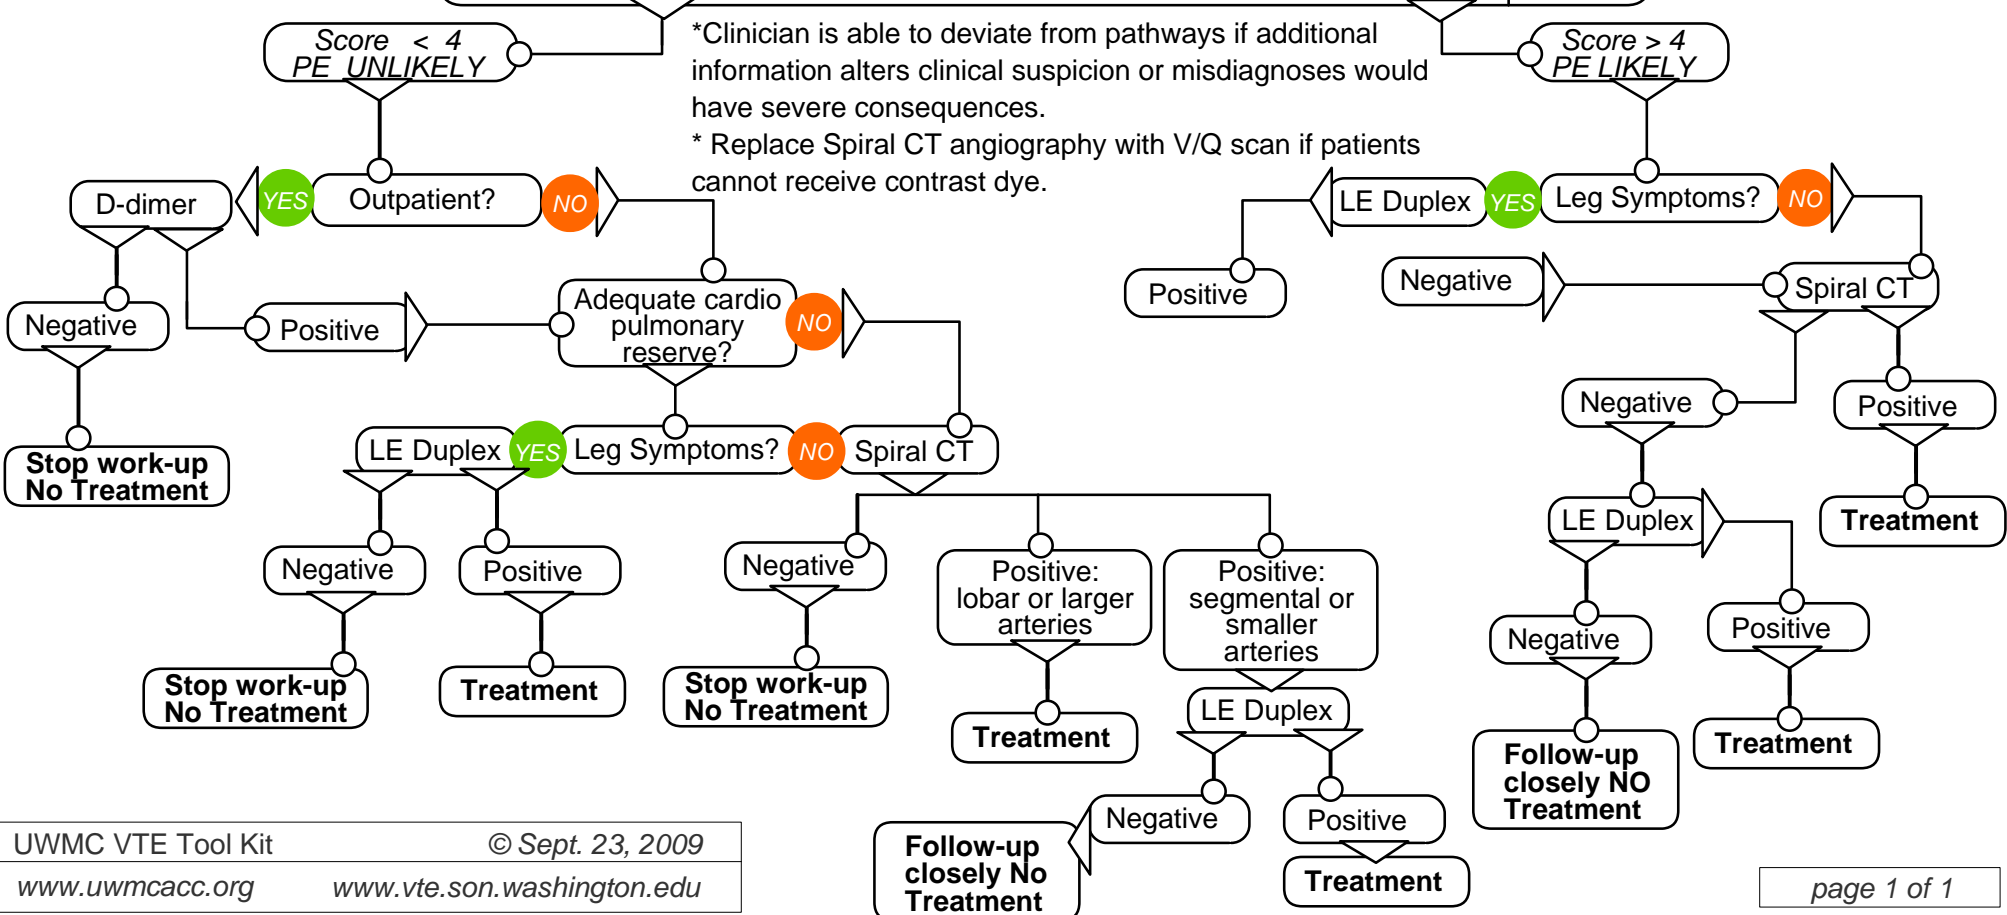 Score < 4
PE UNLIKELY
*Clinician is able to deviate from pathways if additional
information alters clinical suspicion or misdiagnoses would
have severe consequences.
* Replace Spiral CT angiography with V/Q scan if patients
cannot receive contrast dye.
Score > 4
PE LIKELY
D-dimer
YES
Outpatient?
NO
LE Duplex
YES
Leg Symptoms?
NO
Negative
Positive
Adequate cardio
pulmonary
reserve?
NO
Positive
Negative
Spiral CT
Stop work-up
No Treatment
LE Duplex
YES
Leg Symptoms?
NO
Spiral CT
Negative
Positive
LE Duplex
Treatment
Negative
Positive
Negative
Positive:
lobar or larger
arteries
Positive:
segmental or
smaller
arteries
Negative
Positive
Stop work-up
No Treatment
Treatment
Stop work-up
No Treatment
Treatment
LE Duplex
Follow-up
closely NO
Treatment
Treatment
Negative
Positive
Follow-up
closely No
Treatment
Treatment
UWMC VTE Tool Kit
© Sept. 23, 2009
www.uwmcacc.org
www.vte.son.washington.edu
page 1 of 1